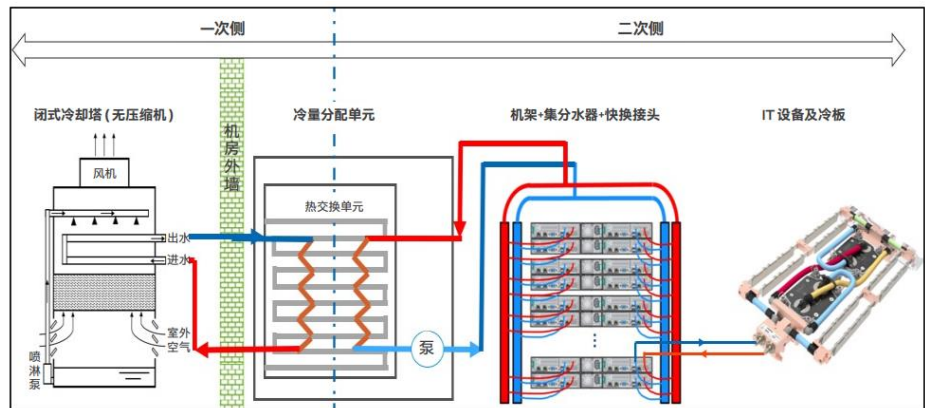 一次侧
二次侧
闭式冷却塔 ( 无压缩机 )
冷量分配单元
机架+集分水器+快换接头
IT 设备及冷板
机房外墙
风机
热交换单元
出水
进水
室外
空气
喷淋泵
泵